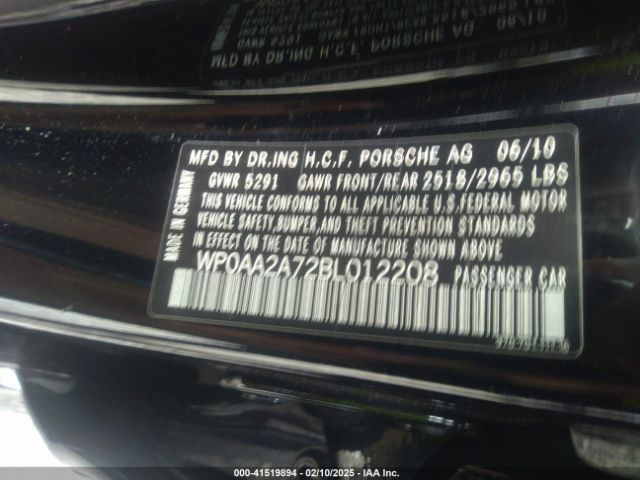 MFD BY DR.ING H.C.F. PORSCHE AG 06/10
GVWR 5291 GAWR FRONT/REAR 2518/2965 LBS
THIS VEHICLE CONFORMS TO ALL APPLICABLE U.S.FEDERAL MOTOR
VEHICLE SAFETY,BUMPER,AND THEFT PREVENTION STANDARDS
IN EFFECT ON THE DATE OF MANUFACTURE SHOWN ABOVE
WP0AA2A72BL012208 PASSENGER CAR
MADE IN GERMANY
000-41519894 — 02/10/2025 — IAA Inc.